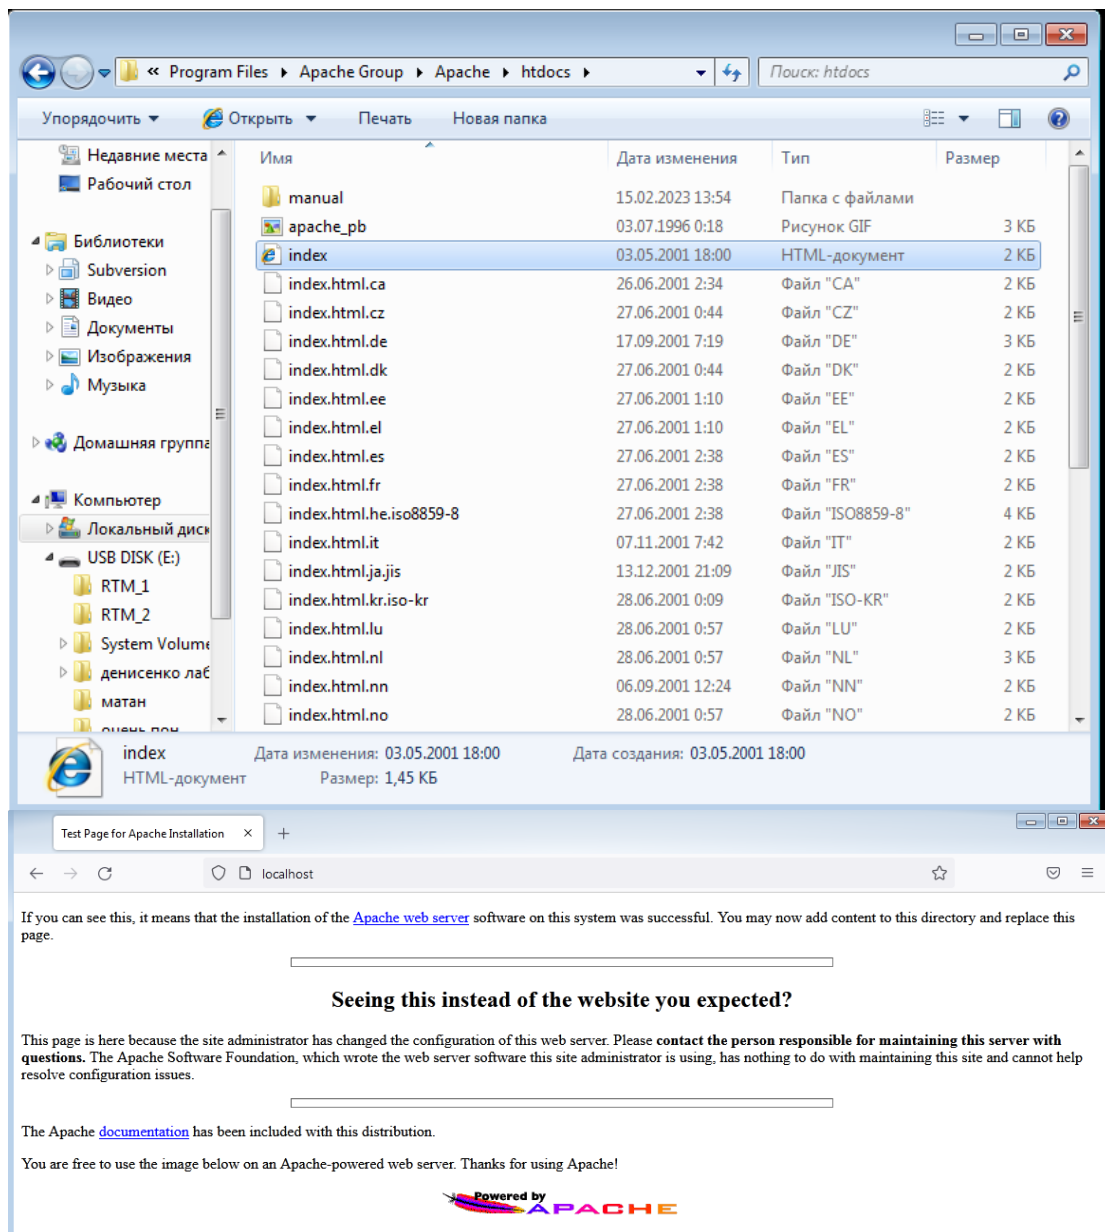 « Program Files ▸ Apache Group ▸ Apache ▸ htdocs ▸
Поиск: htdocs
Упорядочить ▼ Открыть ▼ Печать Новая папка
Недавние места
Рабочий стол
Библиотеки
Subversion
Видео
Документы
Изображения
Музыка
Домашняя группа
Компьютер
Локальный диск
USB DISK (E:)
RTM_1
RTM_2
System Volume
денисенко лаб
матан
очень пон
Имя Дата изменения Тип Размер
manual 15.02.2023 13:54 Папка с файлами
apache_pb 03.07.1996 0:18 Рисунок GIF 3 КБ
index 03.05.2001 18:00 HTML-документ 2 КБ
index.html.ca 26.06.2001 2:34 Файл "CA" 2 КБ
index.html.cz 27.06.2001 0:44 Файл "CZ" 2 КБ
index.html.de 17.09.2001 7:19 Файл "DE" 3 КБ
index.html.dk 27.06.2001 0:44 Файл "DK" 2 КБ
index.html.ee 27.06.2001 1:10 Файл "EE" 2 КБ
index.html.el 27.06.2001 1:10 Файл "EL" 2 КБ
index.html.es 27.06.2001 2:38 Файл "ES" 2 КБ
index.html.fr 27.06.2001 2:38 Файл "FR" 2 КБ
index.html.he.iso8859-8 27.06.2001 2:38 Файл "ISO8859-8" 4 КБ
index.html.it 07.11.2001 7:42 Файл "IT" 2 КБ
index.html.ja.jis 13.12.2001 21:09 Файл "JIS" 2 КБ
index.html.kr.iso-kr 28.06.2001 0:09 Файл "ISO-KR" 2 КБ
index.html.lu 28.06.2001 0:57 Файл "LU" 2 КБ
index.html.nl 28.06.2001 0:57 Файл "NL" 3 КБ
index.html.nn 06.09.2001 12:24 Файл "NN" 2 КБ
index.html.no 28.06.2001 0:57 Файл "NO" 2 КБ
index Дата изменения: 03.05.2001 18:00 Дата создания: 03.05.2001 18:00
HTML-документ Размер: 1,45 КБ
Test Page for Apache Installation
localhost
If you can see this, it means that the installation of the Apache web server software on this system was successful. You may now add content to this directory and replace this
page.
Seeing this instead of the website you expected?
This page is here because the site administrator has changed the configuration of this web server. Please contact the person responsible for maintaining this server with
questions. The Apache Software Foundation, which wrote the web server software this site administrator is using, has nothing to do with maintaining this site and cannot help
resolve configuration issues.
The Apache documentation has been included with this distribution.
You are free to use the image below on an Apache-powered web server. Thanks for using Apache!
Powered by
APACHE